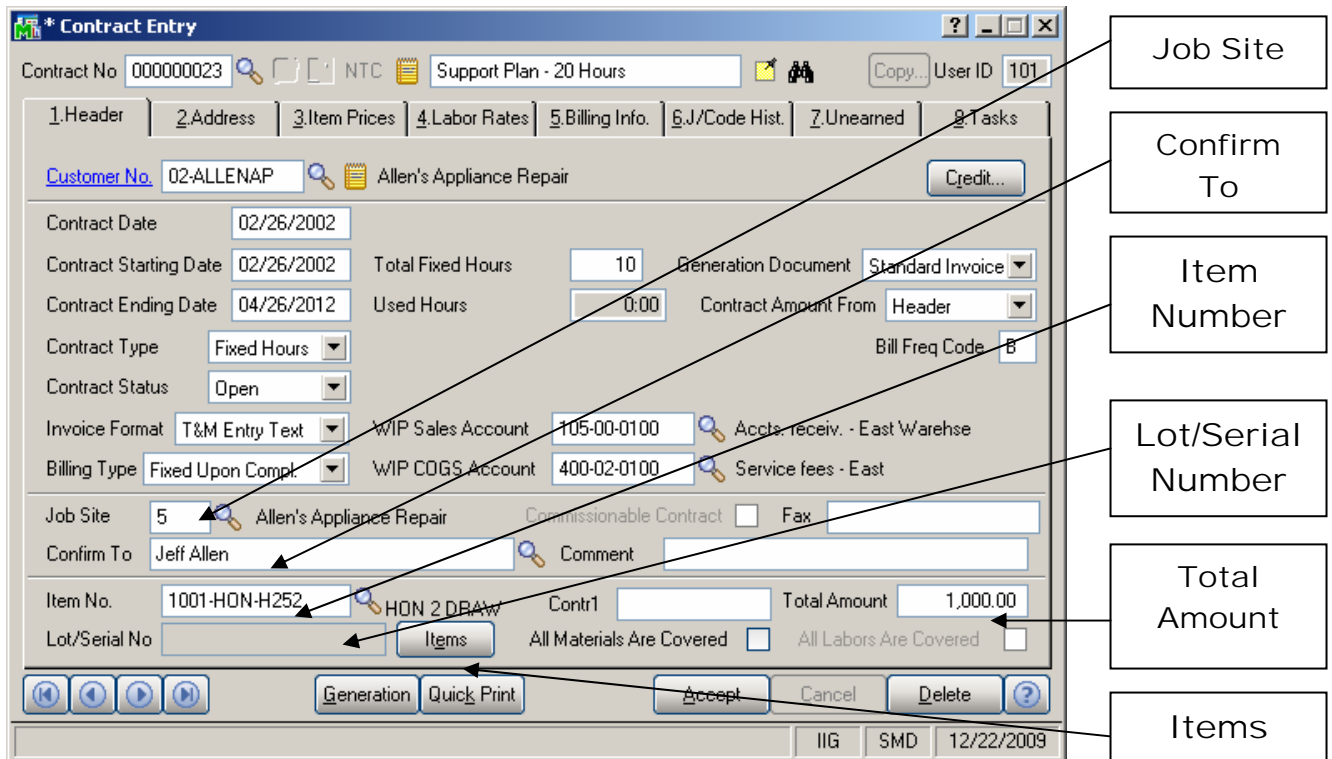 * Contract Entry
Contract No 000000023 NTC Support Plan - 20 Hours Copy... User ID 101
1.Header 2.Address 3.Item Prices 4.Labor Rates 5.Billing Info. 6.J/Code Hist. 7.Unearned 8.Tasks
Customer No. 02-ALLENAP Allen's Appliance Repair Credit...
Contract Date 02/26/2002
Contract Starting Date 02/26/2002 Total Fixed Hours 10 Generation Document Standard Invoice
Contract Ending Date 04/26/2012 Used Hours 0:00 Contract Amount From Header
Contract Type Fixed Hours Bill Freq Code B
Contract Status Open
Invoice Format T&M Entry Text WIP Sales Account 105-00-0100 Accts. receiv. - East Warehse
Billing Type Fixed Upon Compl. WIP COGS Account 400-02-0100 Service fees - East
Job Site 5 Allen's Appliance Repair Commissionable Contract Fax
Confirm To Jeff Allen Comment
Item No. 1001-HON-H252 HON 2 DRAW Contr1 Total Amount 1,000.00
Lot/Serial No Items All Materials Are Covered All Labors Are Covered
Generation Quick Print Accept Cancel Delete
IIG SMD 12/22/2009
Job Site
Confirm
To
Item
Number
Lot/Serial
Number
Total
Amount
Items